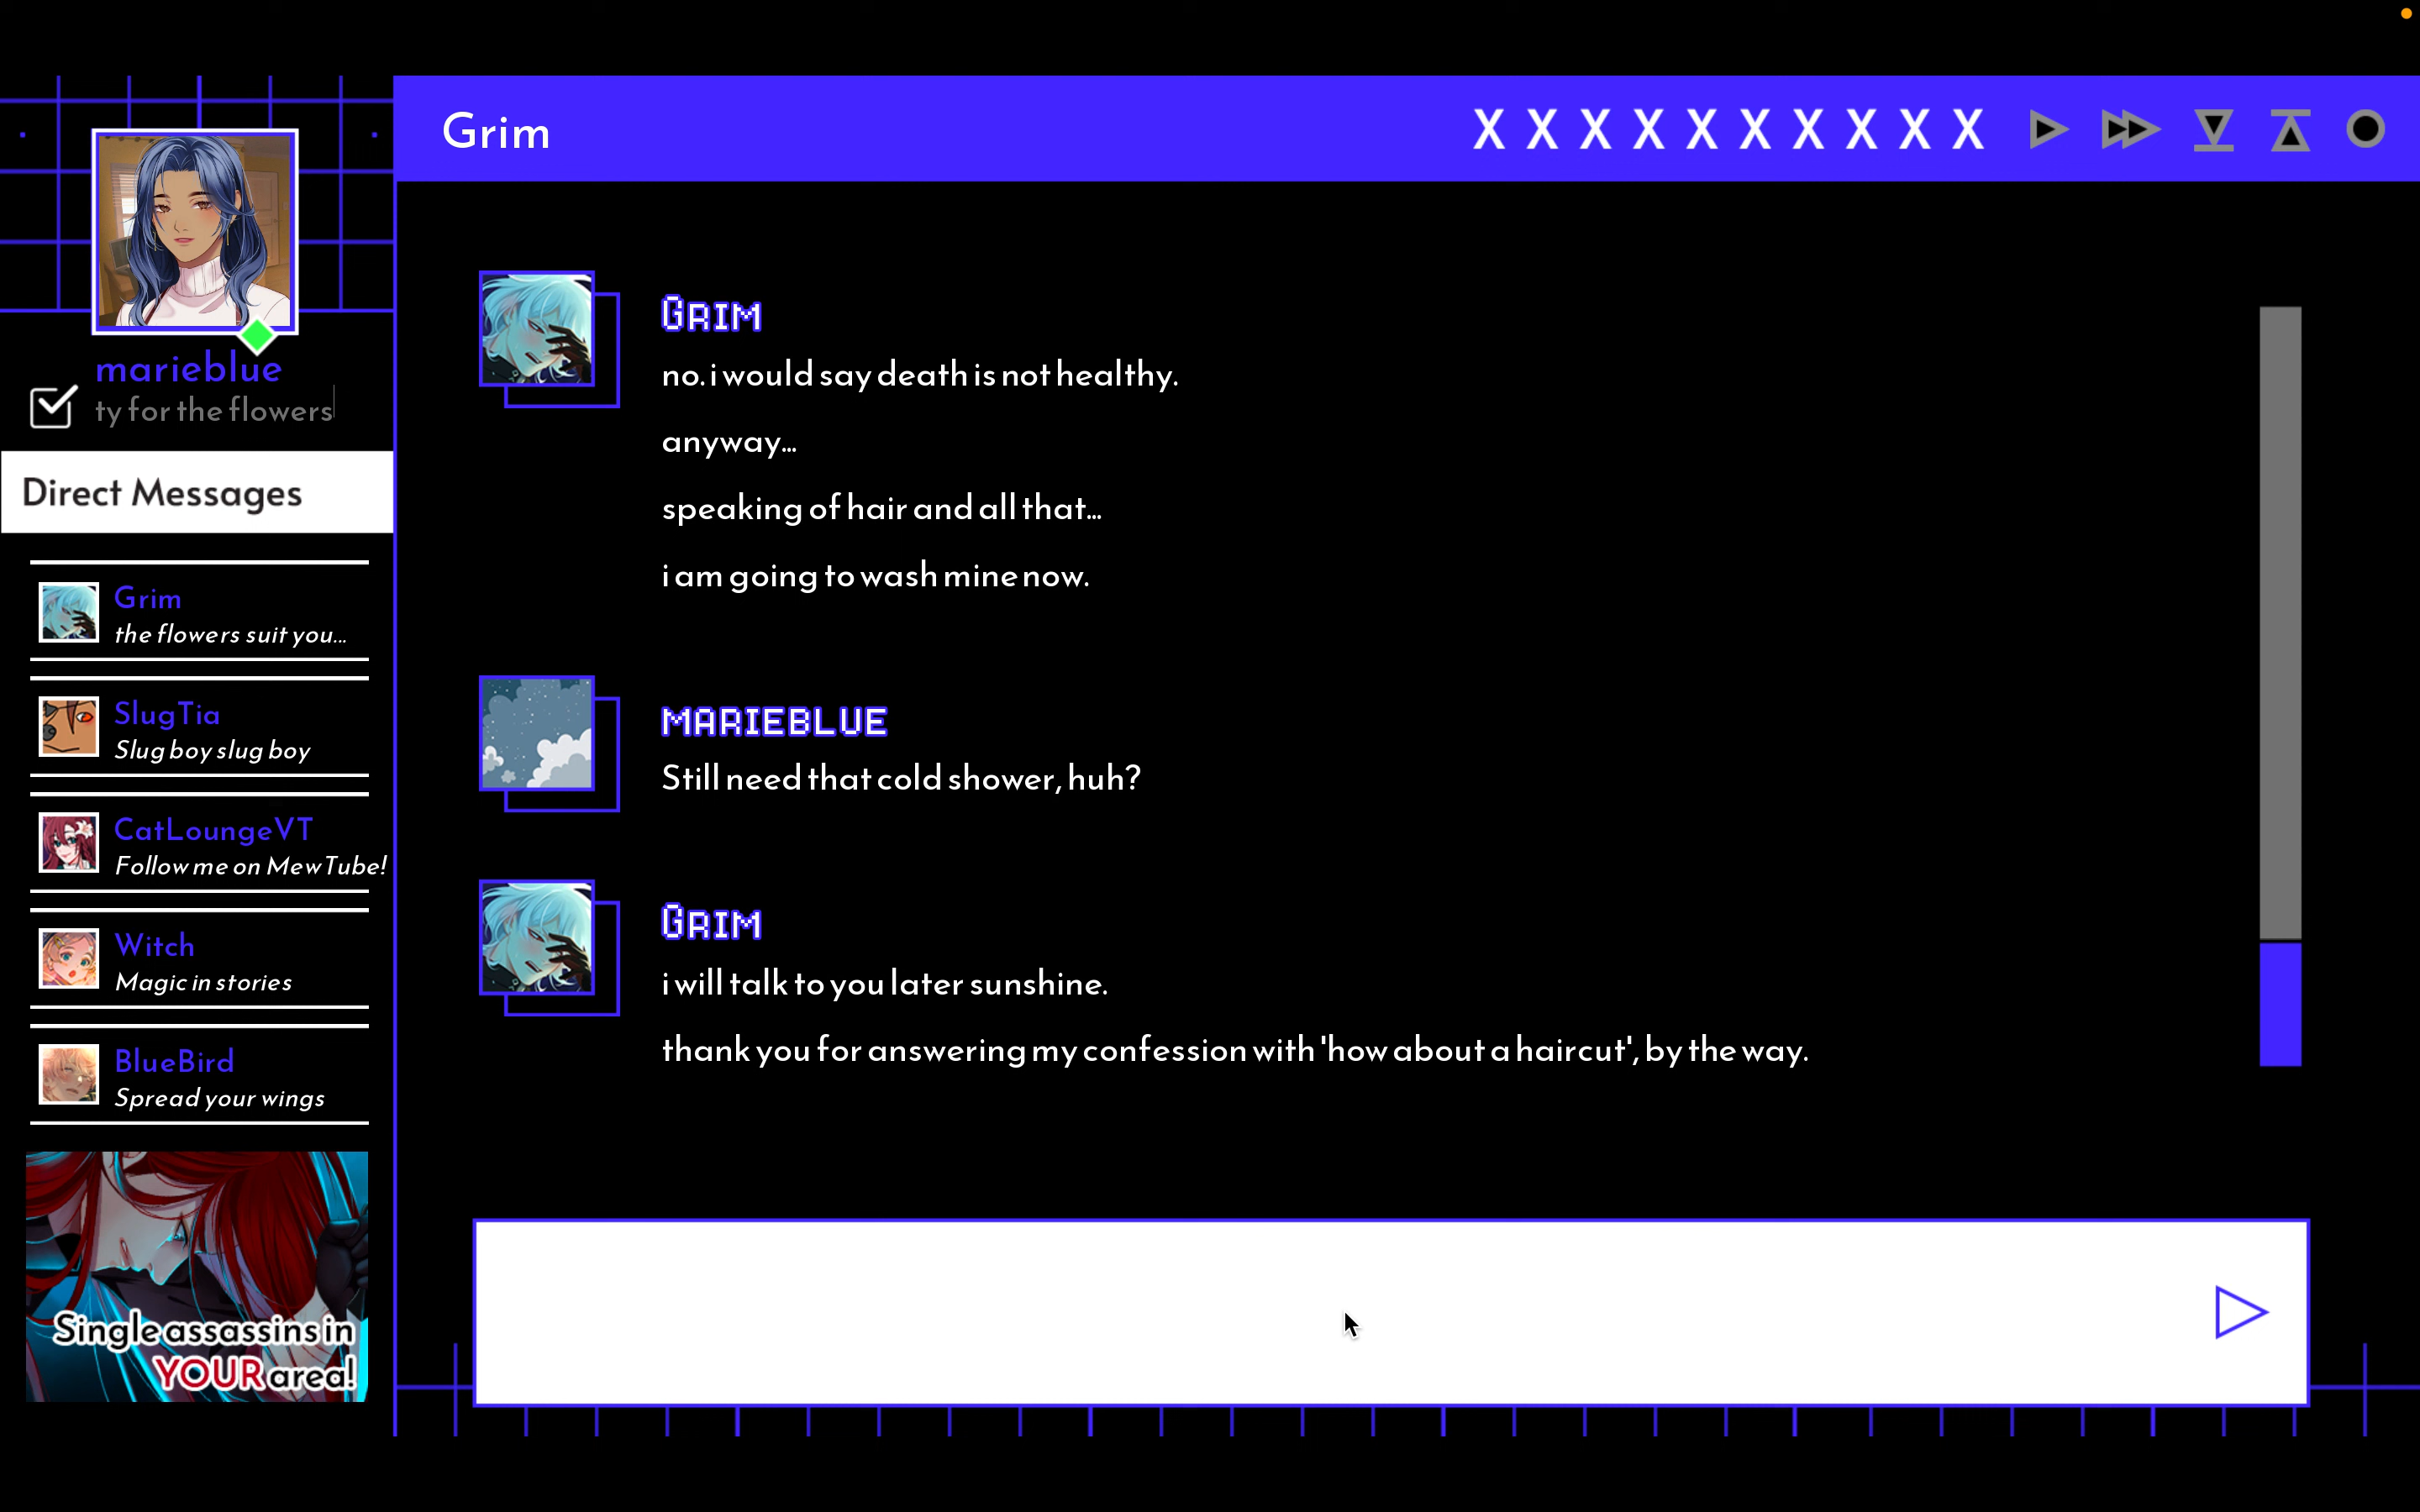 Grim
X X X X X X X X X X
marieblue
ty for the flowers
Direct Messages
Grim
the flowers suit you...
SlugTia
Slug boy slug boy
CatLoungeVT
Follow me on MewTube!
Witch
Magic in stories
BlueBird
Spread your wings
Single assassins in
YOUR area!
GRIM
no. i would say death is not healthy.
anyway...
speaking of hair and all that...
i am going to wash mine now.
MARIEBLUE
Still need that cold shower, huh?
GRIM
i will talk to you later sunshine.
thank you for answering my confession with 'how about a haircut', by the way.